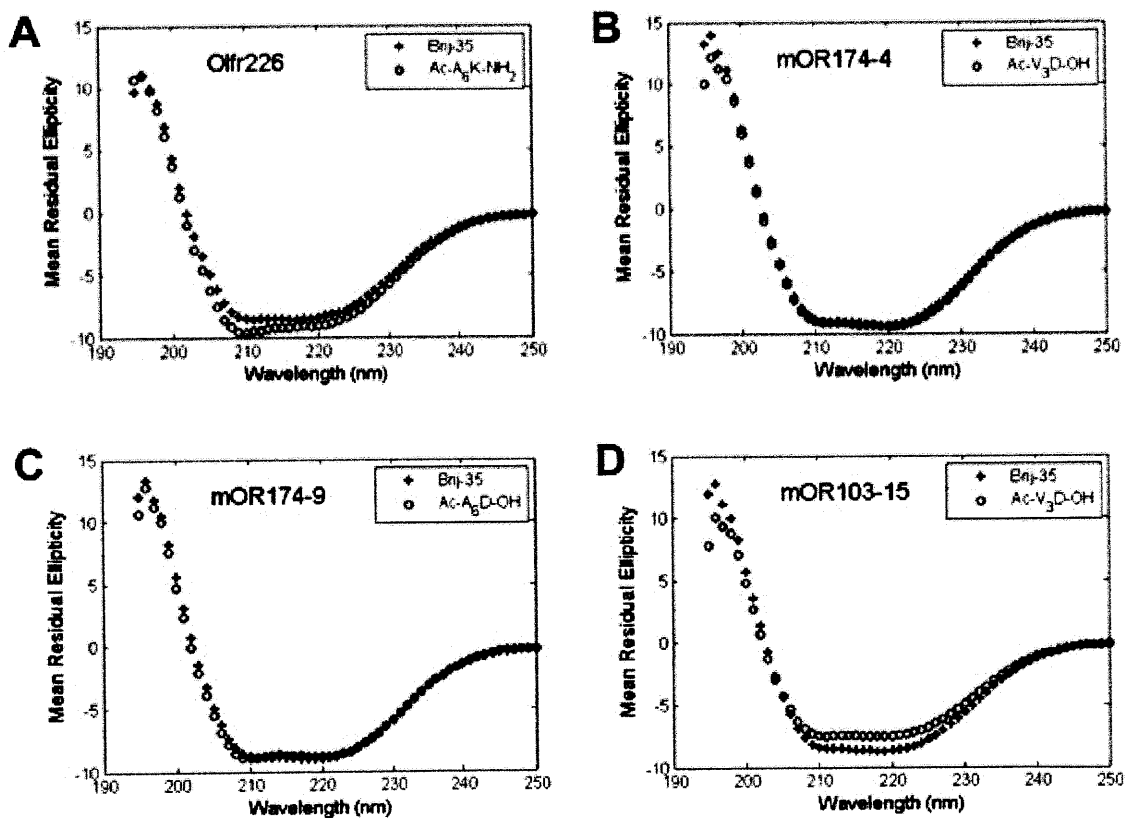 A
Olfr226
Brij-35
Ac-A6K-NH2
15
10
5
0
-5
-10
190 200 210 220 230 240 250
Mean Residual Ellipticity
Wavelength (nm)
B
mOR174-4
Brij-35
Ac-V3D-OH
15
10
5
0
-5
-10
190 200 210 220 230 240 250
Mean Residual Ellipticity
Wavelength (nm)
C
mOR174-9
Brij-35
Ac-A6D-OH
15
10
5
0
-5
-10
190 200 210 220 230 240 250
Mean Residual Ellipticity
Wavelength (nm)
D
mOR103-15
Brij-35
Ac-V3D-OH
15
10
5
0
-5
-10
190 200 210 220 230 240 250
Mean Residual Ellipticity
Wavelength (nm)